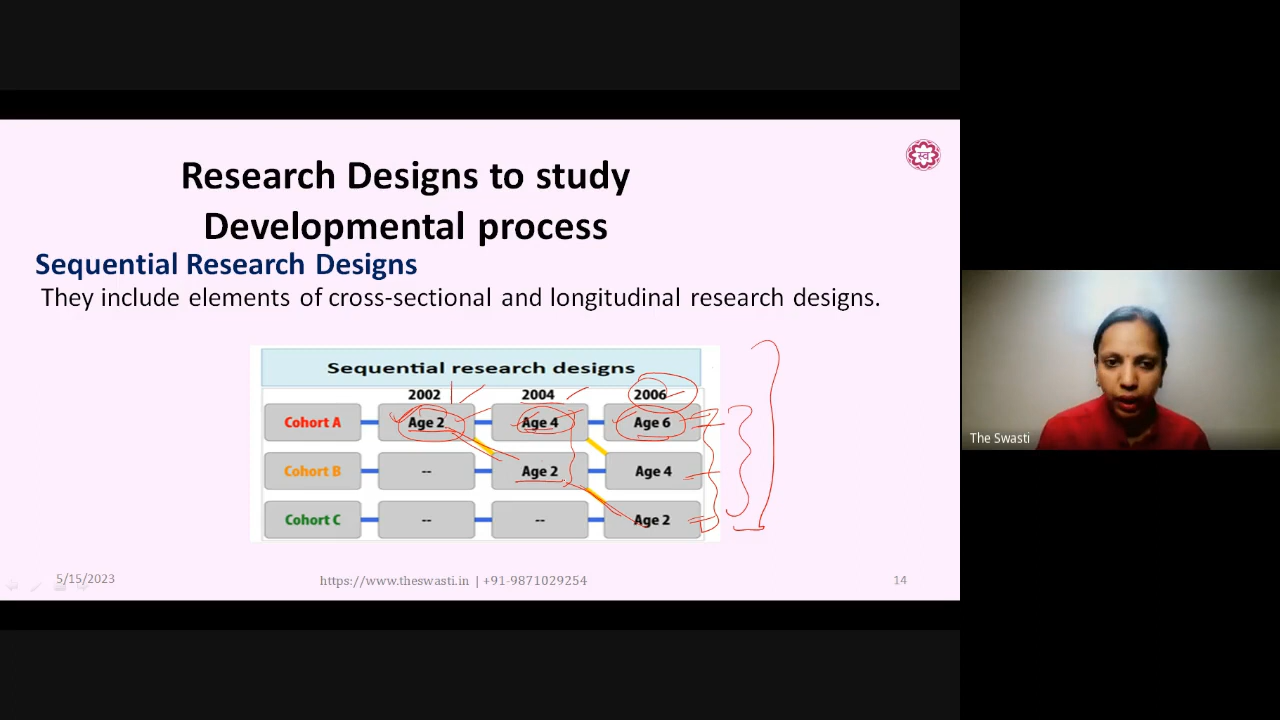 Research Designs to study
Developmental process
Sequential Research Designs
They include elements of cross-sectional and longitudinal research designs.
Sequential research designs
2002 2004 2006
Cohort A Age 2 Age 4 Age 6
Cohort B -- Age 2 Age 4
Cohort C -- -- Age 2
5/15/2023 https://www.theswasti.in | +91-9871029254 14
स्व
The Swasti